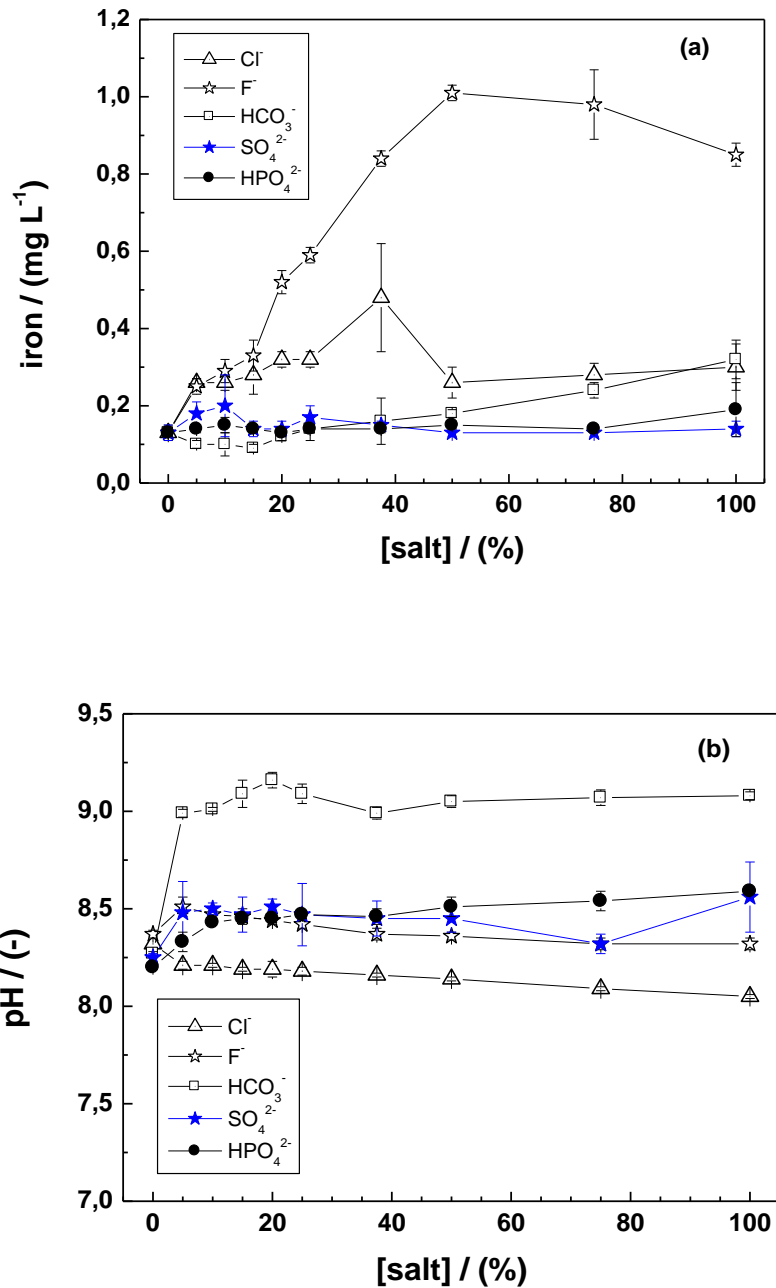 (a)
Cl⁻
F⁻
HCO₃⁻
SO₄²⁻
HPO₄²⁻
1,2
1,0
0,8
0,6
0,4
0,2
0,0
iron / (mg L⁻¹)
0 20 40 60 80 100
[salt] / (%)
(b)
9,5
9,0
8,5
8,0
7,5
7,0
pH / (-)
Cl⁻
F⁻
HCO₃⁻
SO₄²⁻
HPO₄²⁻
0 20 40 60 80 100
[salt] / (%)